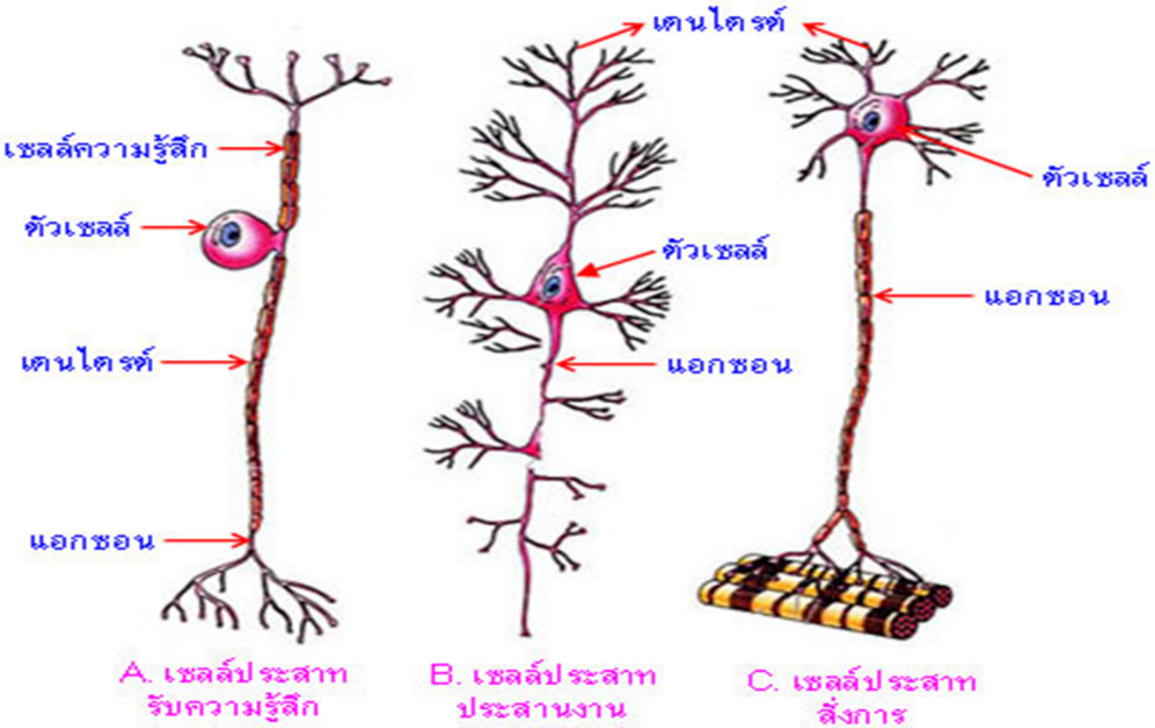 เดนไดรท์
เซลล์ความรู้สึก
ตัวเซลล์
ตัวเซลล์
ตัวเซลล์
แอกซอน
เดนไดรท์
แอกซอน
แอกซอน
A. เซลล์ประสาท
รับความรู้สึก
B. เซลล์ประสาท
ประสานงาน
C. เซลล์ประสาท
สั่งการ